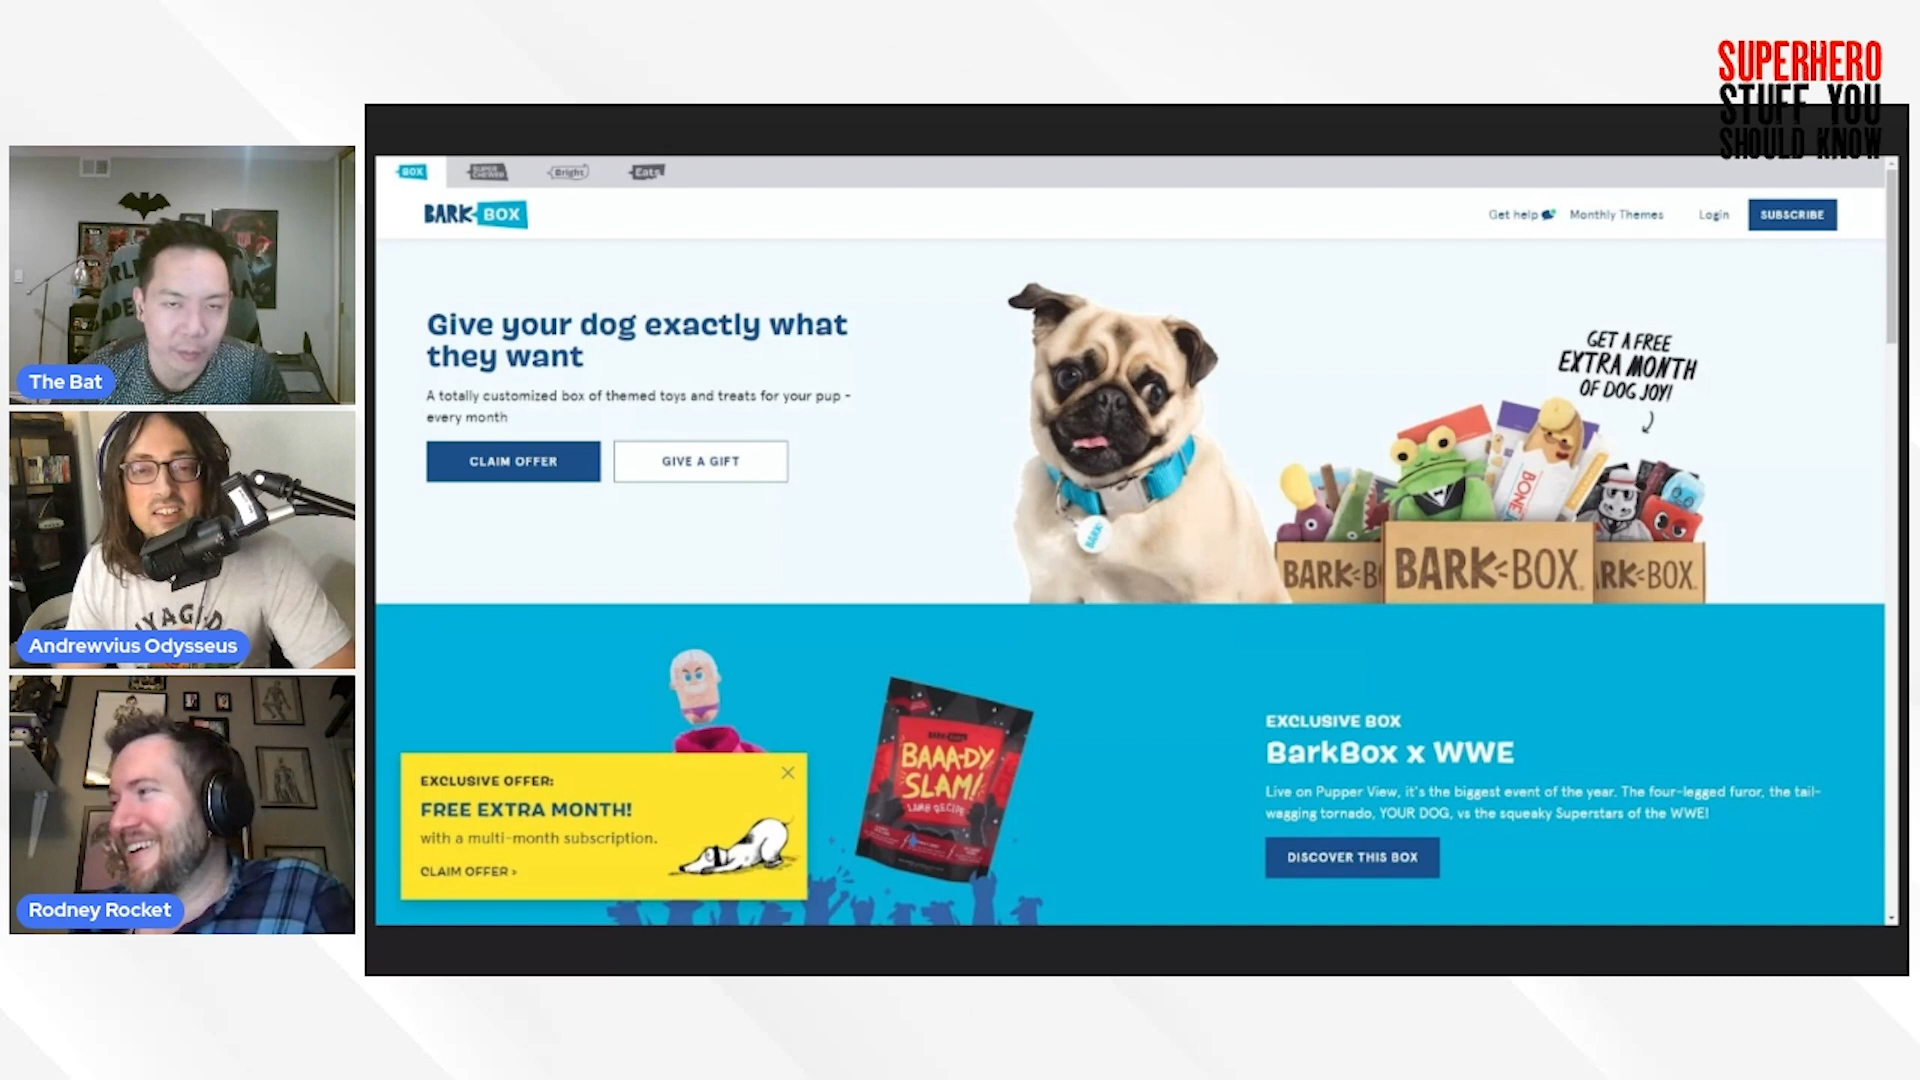 SUPERHERO
STUFF YOU
SHOULD KNOW
The Bat
Andrewvius Odysseus
Rodney Rocket
BOX
SUPER CHEWER
Bright
Eats
BARK BOX
Get help
Monthly Themes
Login
SUBSCRIBE
Give your dog exactly what
they want
A totally customized box of themed toys and treats for your pup -
every month
CLAIM OFFER
GIVE A GIFT
GET A FREE
EXTRA MONTH
OF DOG JOY!
BARK
BARK BOX
BONE
BAAA-DY
SLAM!
LAMB RECIPE
EXCLUSIVE OFFER:
FREE EXTRA MONTH!
with a multi-month subscription.
CLAIM OFFER >
EXCLUSIVE BOX
BarkBox x WWE
Live on Pupper View, it's the biggest event of the year. The four-legged furor, the tail-
wagging tornado, YOUR DOG, vs the squeaky Superstars of the WWE!
DISCOVER THIS BOX